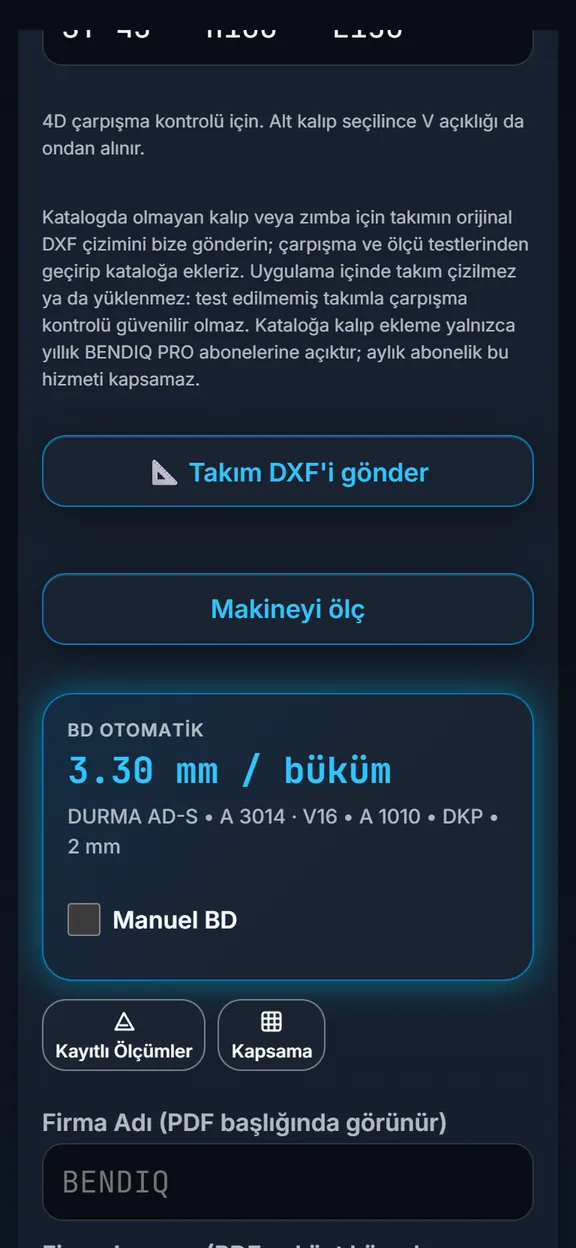 4D çarpışma kontrolü için. Alt kalıp seçilince V açıklığı da
ondan alınır.
Katalogda olmayan kalıp veya zımba için takımın orijinal
DXF çizimini bize gönderin; çarpışma ve ölçü testlerinden
geçirip kataloğa ekleriz. Uygulama içinde takım çizilmez
ya da yüklenmez: test edilmemiş takımla çarpışma
kontrolü güvenilir olmaz. Kataloğa kalıp ekleme yalnızca
yıllık BENDIQ PRO abonelerine açıktır; aylık abonelik bu
hizmeti kapsamaz.
Takım DXF'i gönder
Makineyi ölç
BD OTOMATİK
3.30 mm / büküm
DURMA AD-S • A 3014 · V16 • A 1010 • DKP •
2 mm
Manuel BD
Kayıtlı Ölçümler
Kapsama
Firma Adı (PDF başlığında görünür)
BENDIQ